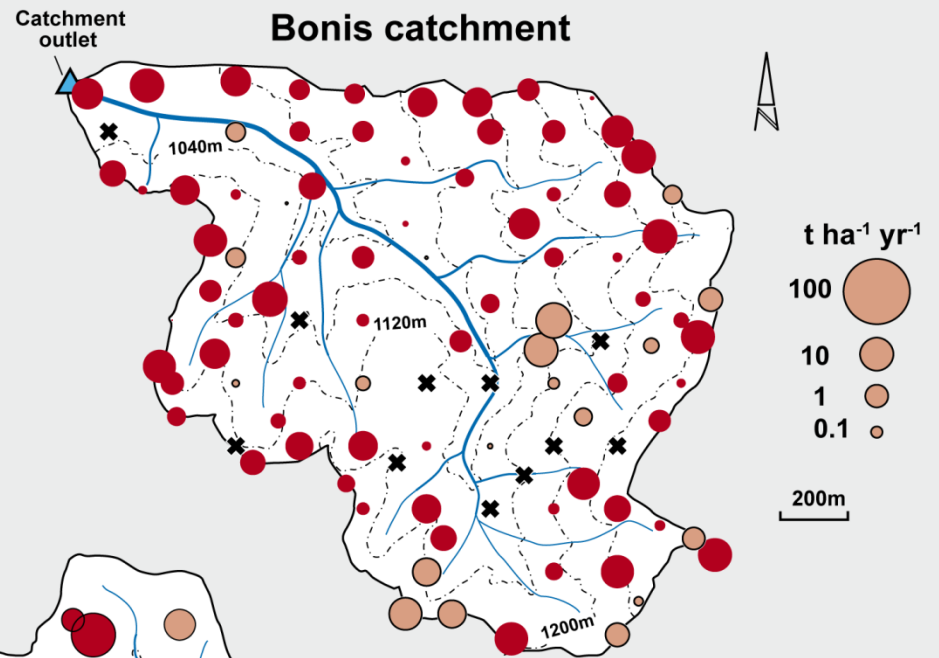 Catchment
outlet
Bonis catchment
1040m
1120m
1200m
t ha⁻¹ yr⁻¹
100
10
1
0.1
200m
N